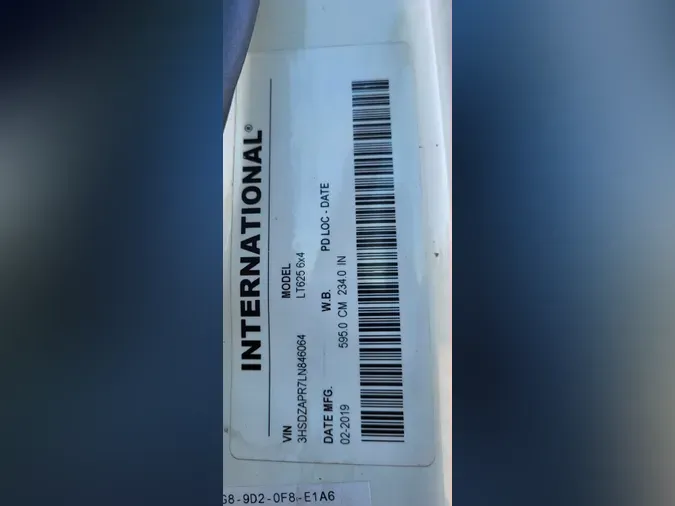 INTERNATIONAL®
VIN MODEL
3HSDZAPR7LN846064 LT625 6x4
DATE MFG. W.B. PD LOC - DATE
02-2019 595.0 CM 234.0 IN
G8-9D2-0F8-E1A6